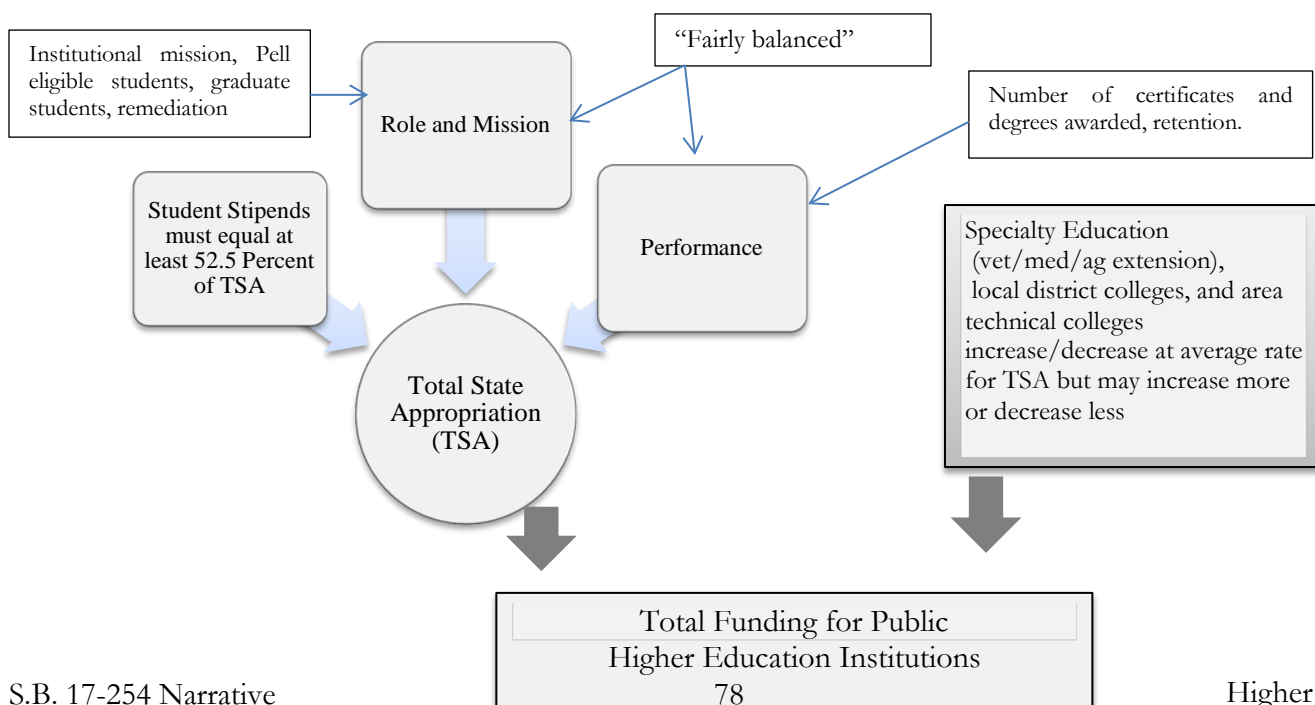 Institutional mission, Pell
eligible students, graduate
students, remediation
Role and Mission
“Fairly balanced”
Number of certificates and
degrees awarded, retention.
Student Stipends
must equal at
least 52.5 Percent
of TSA
Performance
Specialty Education
(vet/med/ag extension),
local district colleges, and area
technical colleges
increase/decrease at average rate
for TSA but may increase more
or decrease less
Total State
Appropriation
(TSA)
Total Funding for Public
Higher Education Institutions
S.B. 17-254 Narrative
78
Higher